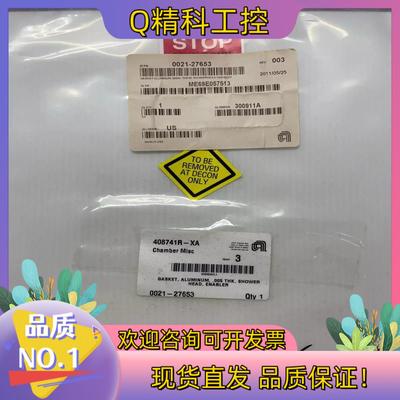 Q精科工控
STOP
0021-27653
REV
003
2011/05/25
ME08E057513
1
300911A
US
TO BE
REMOVED
AT DECON
ONLY
408741R-XA
Chamber Misc
3
GASKET, ALUMINUM, .005 THK, SHOWER
HEAD, ENABLER
0021-27653
Qty 1
品质
NO.1
欢迎咨询可开发票
现货直发 品质保证!